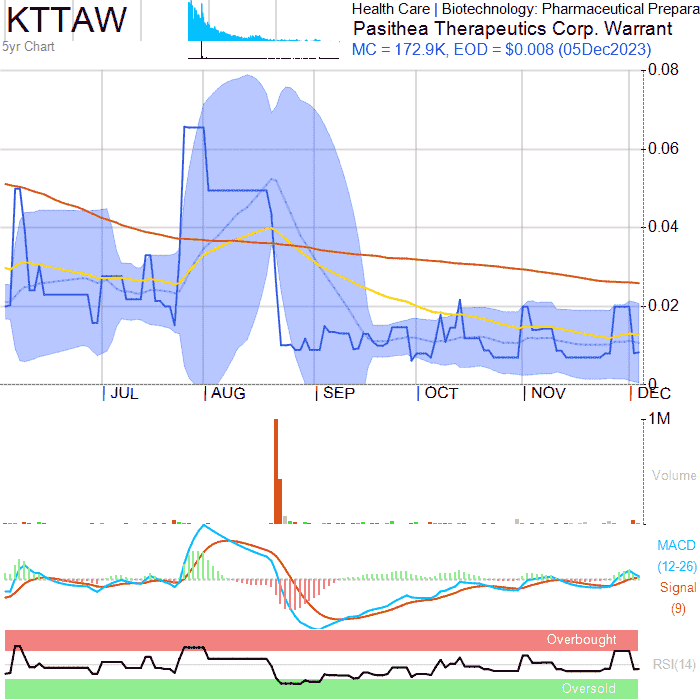 KTTAW
5yr Chart
Health Care | Biotechnology: Pharmaceutical Prepara
Pasithea Therapeutics Corp. Warrant
MC = 172.9K, EOD = $0.008 (05Dec2023)
0.08
0.06
0.04
0.02
0
JUL AUG SEP OCT NOV DEC
1M
Volume
MACD
(12-26)
Signal
(9)
Overbought
RSI(14)
Oversold